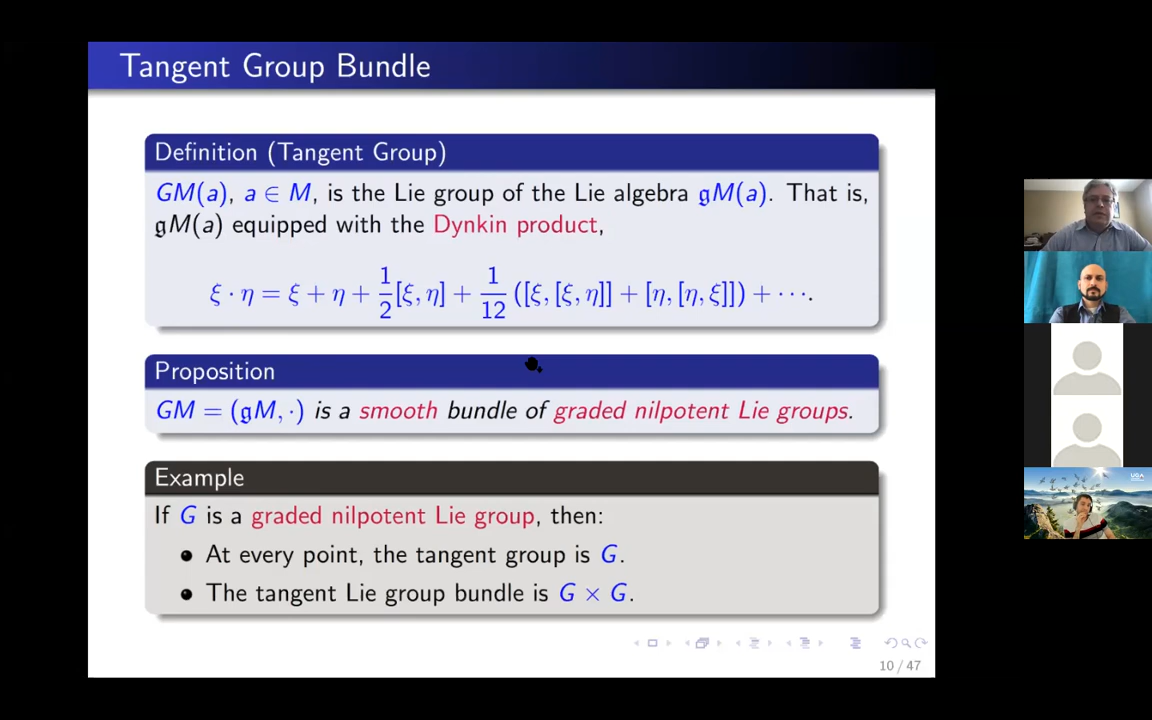 Tangent Group Bundle
Definition (Tangent Group)
GM(a), a ∈ M, is the Lie group of the Lie algebra 𝔤M(a). That is,
𝔤M(a) equipped with the Dynkin product,
ξ · η = ξ + η + 1/2[ξ, η] + 1/12 ([ξ, [ξ, η]] + [η, [η, ξ]]) + · · · .
Proposition
GM = (𝔤M, ·) is a smooth bundle of graded nilpotent Lie groups.
Example
If G is a graded nilpotent Lie group, then:
• At every point, the tangent group is G.
• The tangent Lie group bundle is G × G.
10 / 47
UGA